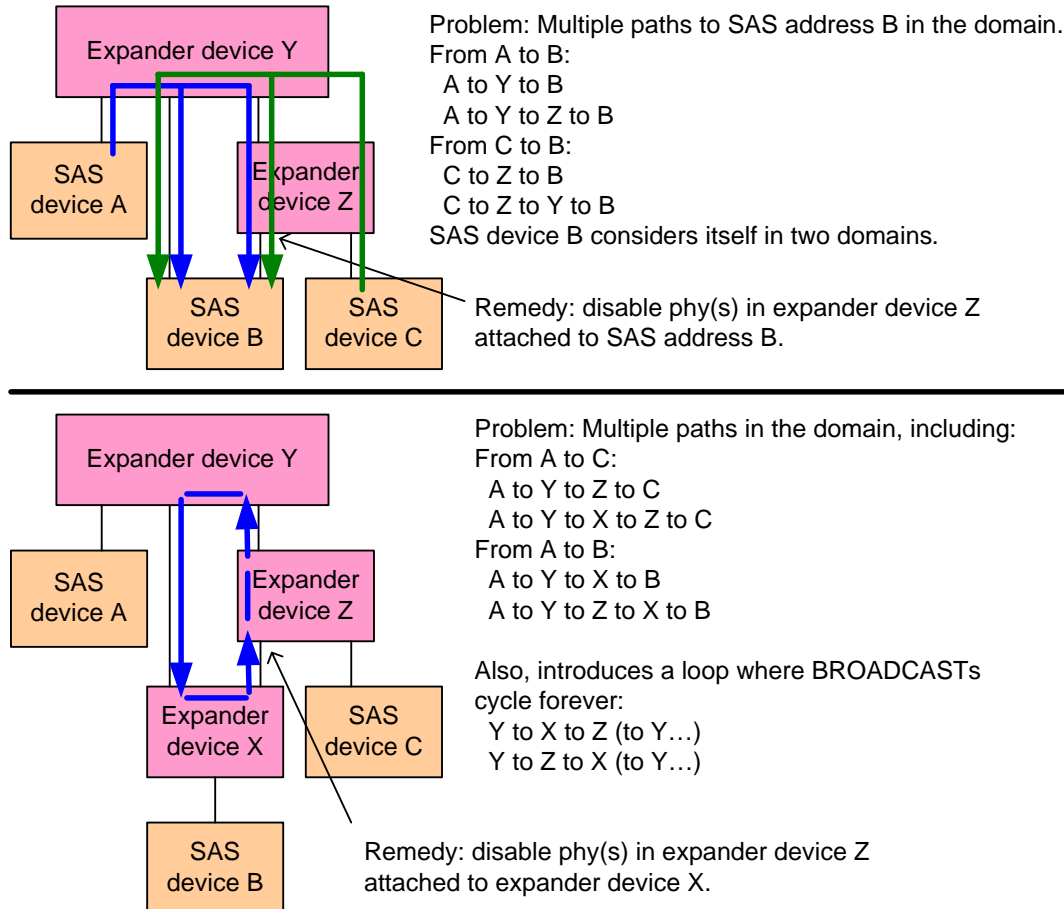 Expander device Y
SAS
device A
Expander
device Z
SAS
device B
SAS
device C
Problem: Multiple paths to SAS address B in the domain.
From A to B:
A to Y to B
A to Y to Z to B
From C to B:
C to Z to B
C to Z to Y to B
SAS device B considers itself in two domains.
Remedy: disable phy(s) in expander device Z
attached to SAS address B.
Expander device Y
SAS
device A
Expander
device Z
Expander
device X
SAS
device C
SAS
device B
Problem: Multiple paths in the domain, including:
From A to C:
A to Y to Z to C
A to Y to X to Z to C
From A to B:
A to Y to X to B
A to Y to Z to X to B
Also, introduces a loop where BROADCASTs
cycle forever:
Y to X to Z (to Y…)
Y to Z to X (to Y…)
Remedy: disable phy(s) in expander device Z
attached to expander device X.